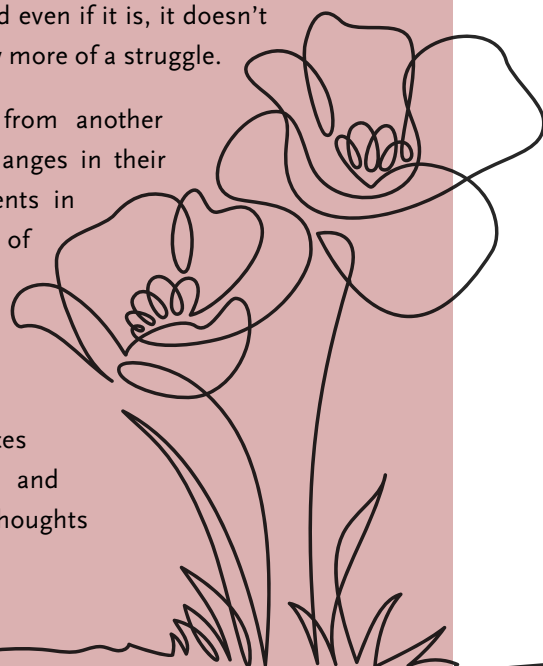 d even if it is, it doesn't
more of a struggle.
from another
anges in their
ents in
of
ces
and
houghts